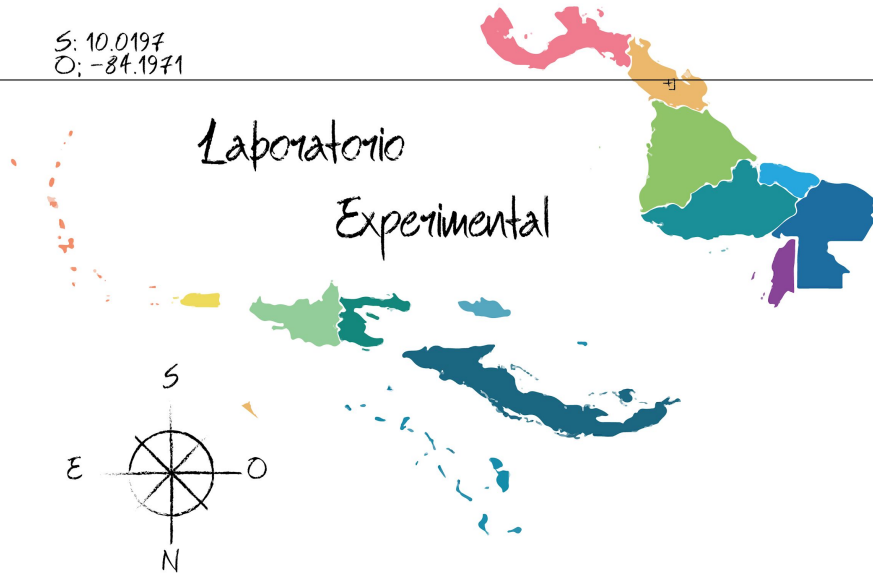 S: 10.0197
O; -84.1971
Laboratorio
Experimental
S
E
O
N